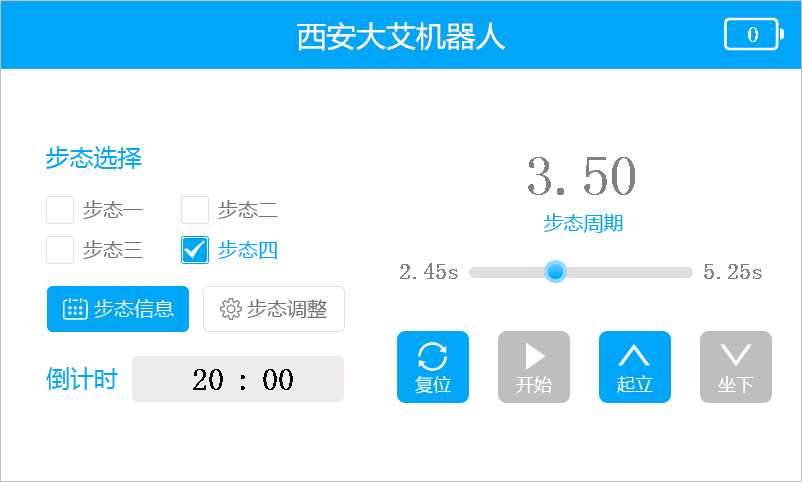 西安大艾机器人
0
步态选择
步态一 步态二
步态三 步态四
步态信息 步态调整
倒计时 20 : 00
3.50
步态周期
2.45s 5.25s
复位 开始 起立 坐下